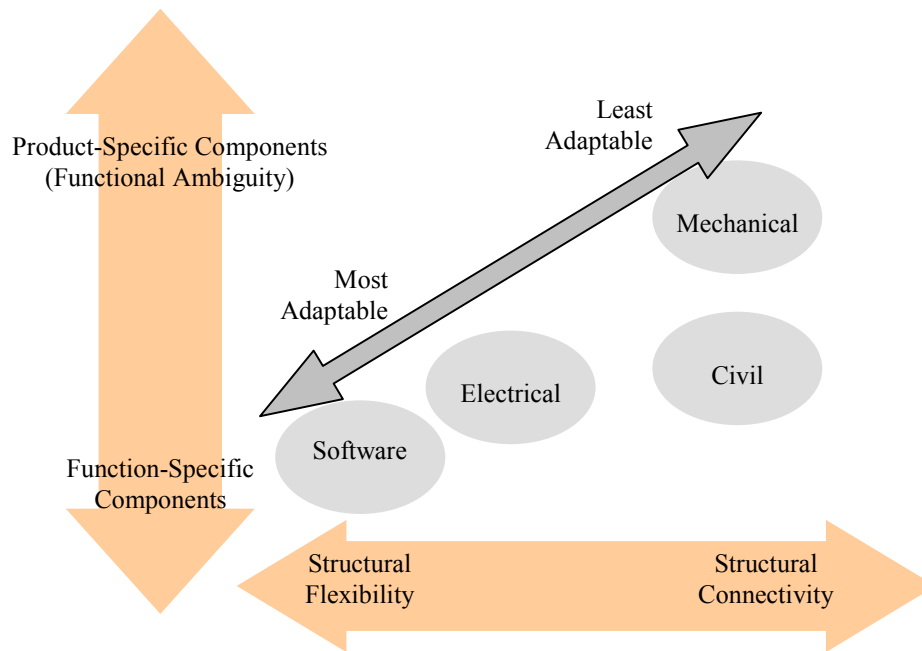 Least
Adaptable
Product-Specific Components
(Functional Ambiguity)
Mechanical
Most
Adaptable
Civil
Electrical
Software
Function-Specific
Components
Structural
Flexibility
Structural
Connectivity